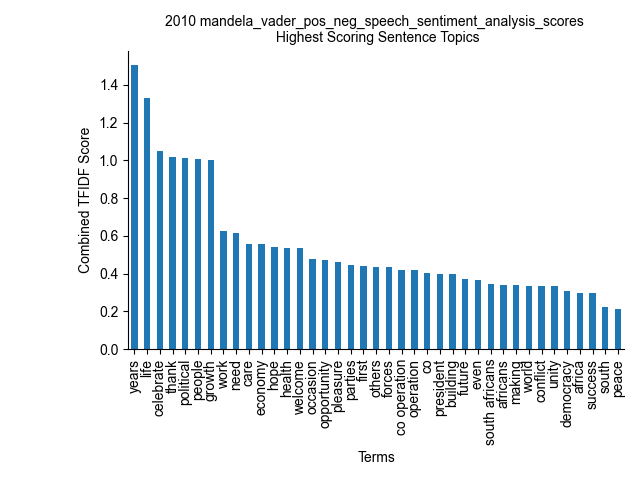 2010 mandela_vader_pos_neg_speech_sentiment_analysis_scores
Highest Scoring Sentence Topics
Combined TFIDF Score
1.4
1.2
1.0
0.8
0.6
0.4
0.2
0.0
years
life
celebrate
thank
political
people
growth
work
need
care
economy
hope
health
welcome
occasion
opportunity
pleasure
parties
first
others
forces
co operation
operation
co
president
building
future
even
south africans
africans
making
world
conflict
unity
democracy
africa
success
south
peace
Terms